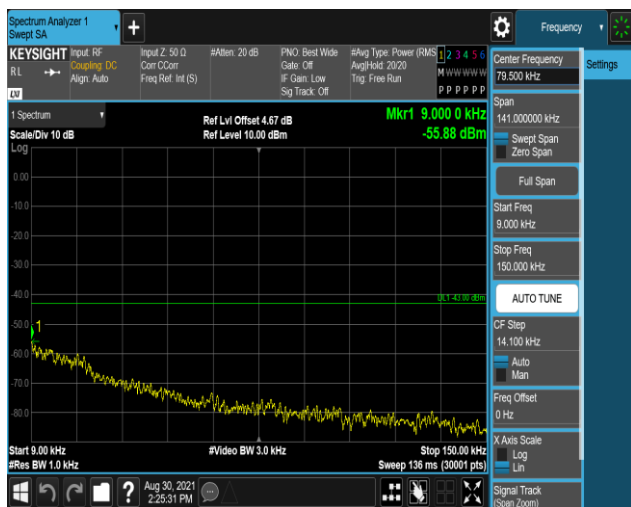 Spectrum Analyzer 1
Swept SA
Frequency
KEYSIGHT
RL
LXI
Input: RF
Coupling: DC
Align: Auto
Input Z: 50 Ω
Corr CCorr
Freq Ref: Int (S)
#Atten: 20 dB
PNO: Best Wide
Gate: Off
IF Gain: Low
Sig Track: Off
#Avg Type: Power (RMS
Avg|Hold: 20/20
Trig: Free Run
1 2 3 4 5 6
M W W W W W
P P P P P P
1 Spectrum
Scale/Div 10 dB
Log
Ref Lvl Offset 4.67 dB
Ref Level 10.00 dBm
Mkr1 9.000 0 kHz
-55.88 dBm
0.00
-10.0
-20.0
-30.0
-40.0
-50.0
-60.0
-70.0
-80.0
DL1 -43.00 dBm
1
Start 9.00 kHz
#Res BW 1.0 kHz
#Video BW 3.0 kHz
Stop 150.00 kHz
Sweep 136 ms (30001 pts)
Aug 30, 2021
2:25:31 PM
Center Frequency
79.500 kHz
Settings
Span
141.000000 kHz
Swept Span
Zero Span
Full Span
Start Freq
9.000 kHz
Stop Freq
150.000 kHz
AUTO TUNE
CF Step
14.100 kHz
Auto
Man
Freq Offset
0 Hz
X Axis Scale
Log
Lin
Signal Track
(Span Zoom)